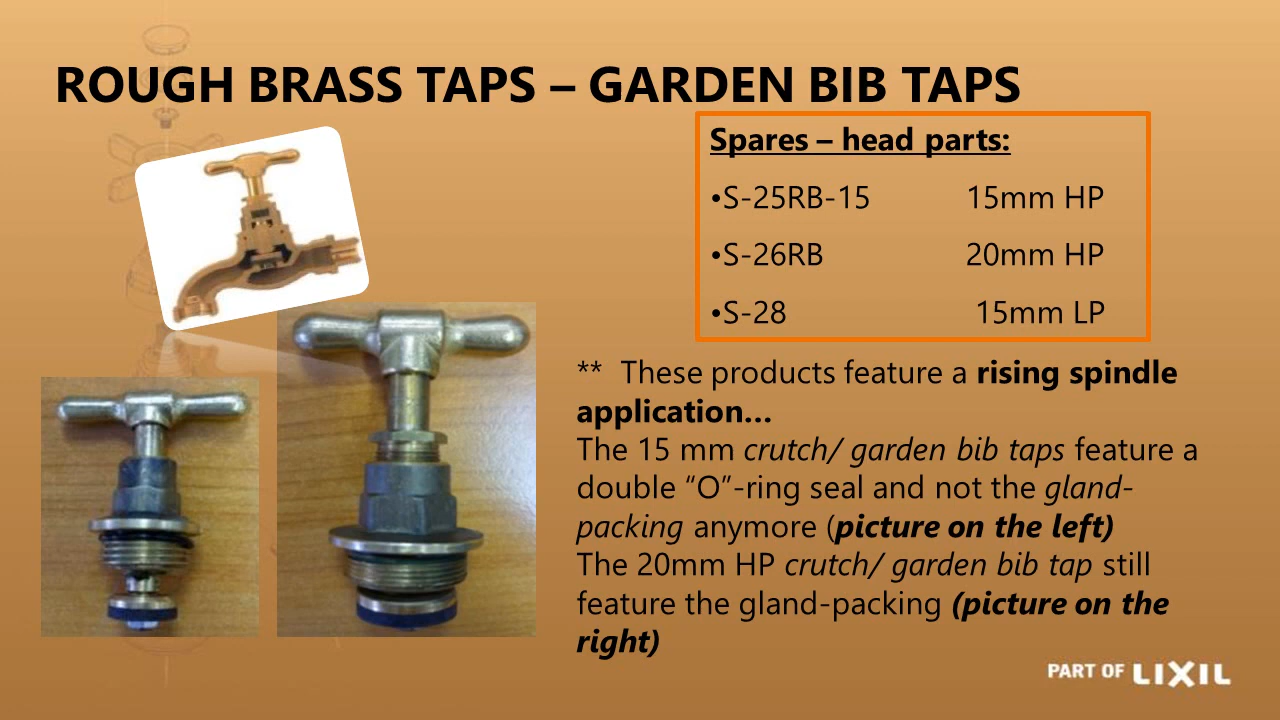 ROUGH BRASS TAPS – GARDEN BIB TAPS
Spares – head parts:
•S-25RB-15 15mm HP
•S-26RB 20mm HP
•S-28 15mm LP
** These products feature a rising spindle
application…
The 15 mm crutch/ garden bib taps feature a
double “O”-ring seal and not the gland-
packing anymore (picture on the left)
The 20mm HP crutch/ garden bib tap still
feature the gland-packing (picture on the
right)
PART OF LIXIL